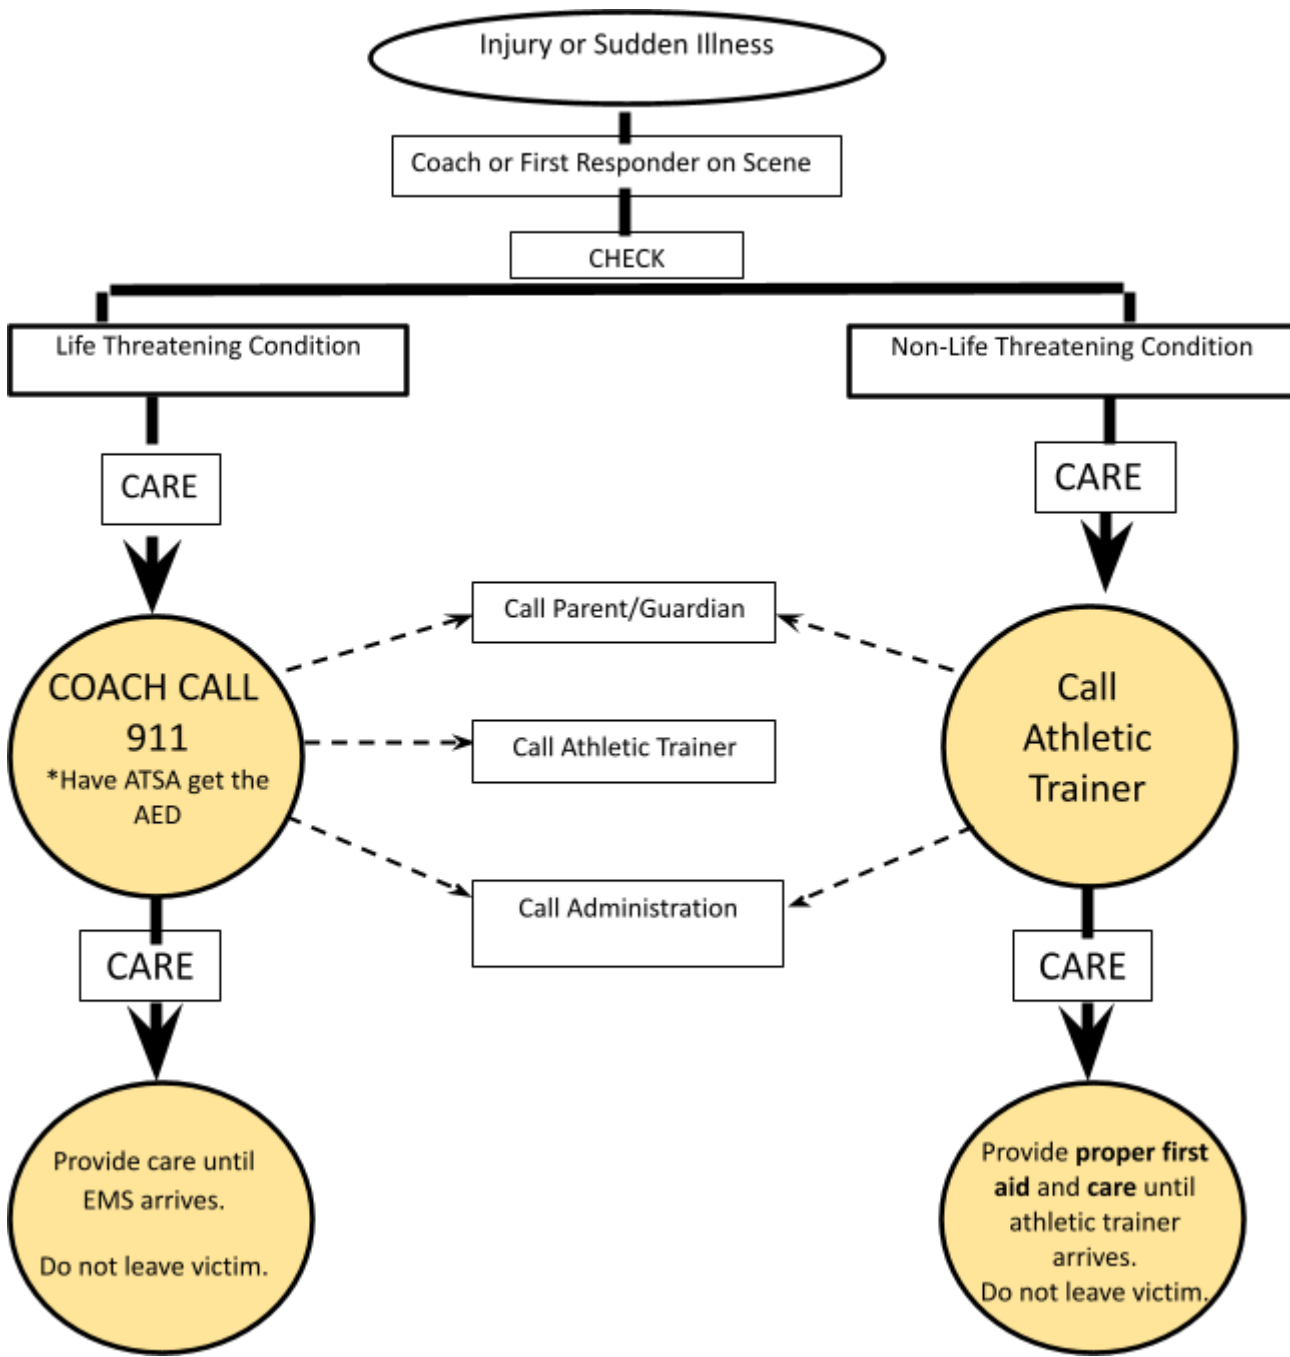 Injury or Sudden Illness
Coach or First Responder on Scene
CHECK
Life Threatening Condition
Non-Life Threatening Condition
CARE
CARE
Call Parent/Guardian
COACH CALL
911
*Have ATSA get the
AED
Call Athletic Trainer
Call
Athletic
Trainer
Call Administration
CARE
CARE
Provide care until
EMS arrives.
Do not leave victim.
Provide proper first
aid and care until
athletic trainer
arrives.
Do not leave victim.